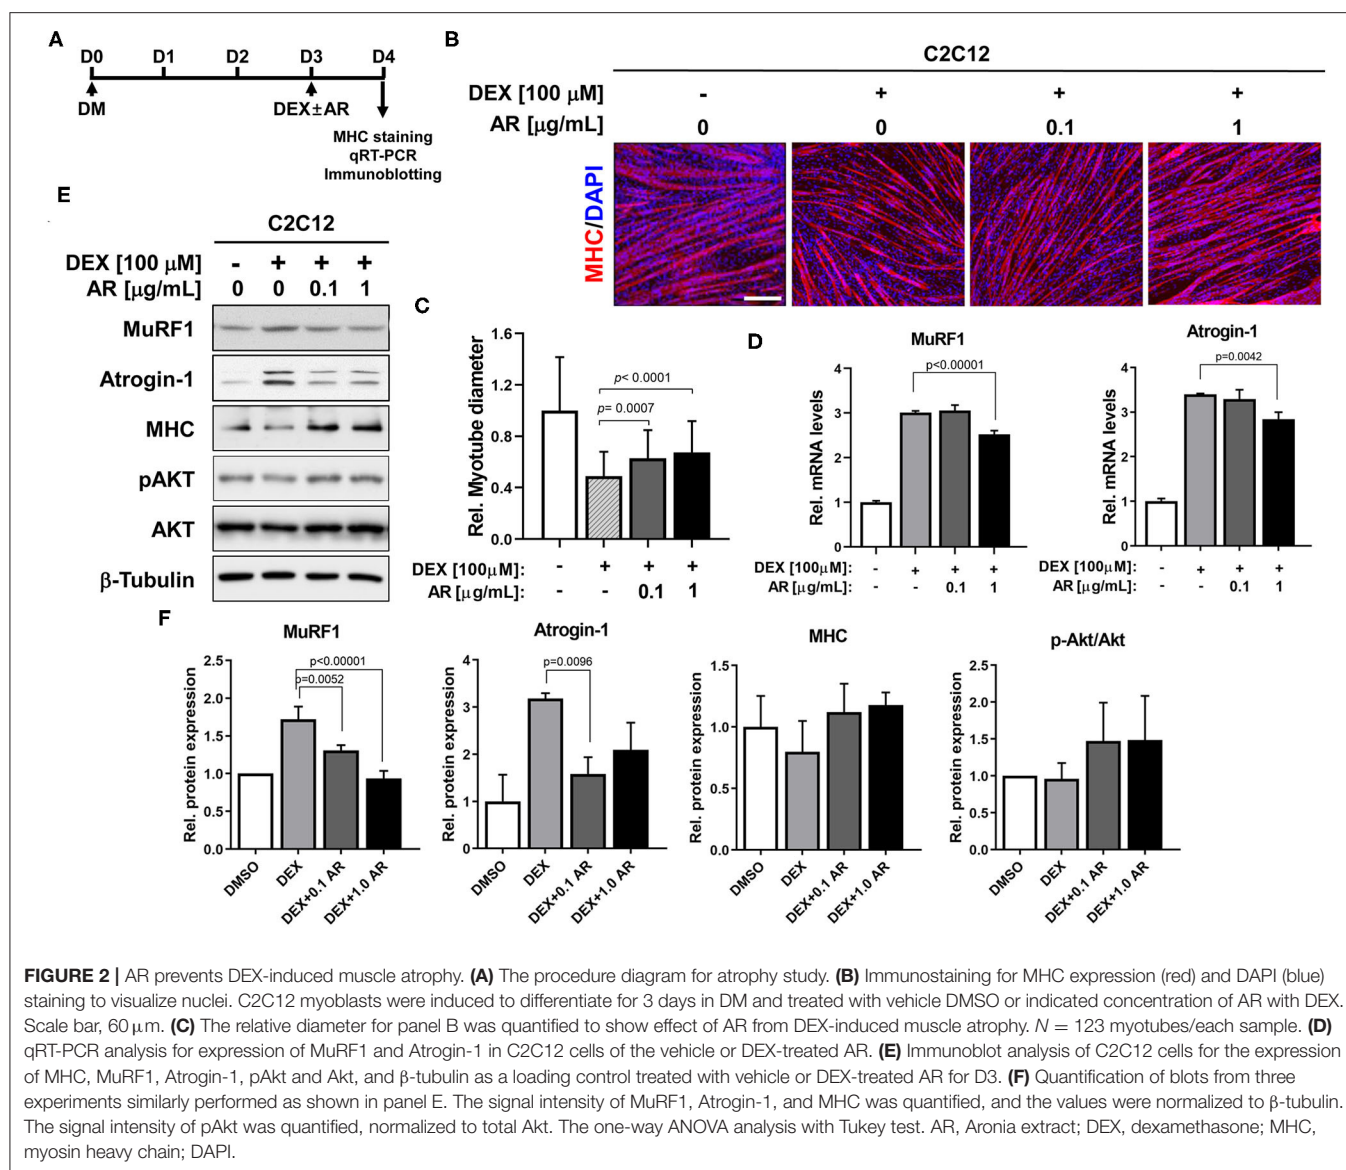 A
D0 D1 D2 D3 D4
DM
DEX±AR
MHC staining
qRT-PCR
Immunoblotting
B
C2C12
DEX [100 μM] - + + +
AR [μg/mL] 0 0 0.1 1
MHC/DAPI
E
C2C12
DEX [100 μM] - + + +
AR [μg/mL] 0 0 0.1 1
MuRF1
Atrogin-1
MHC
pAKT
AKT
β-Tubulin
C
Rel. Myotube diameter
1.6
1.2
0.8
0.4
0.0
p< 0.0001
p= 0.0007
DEX [100μM]: - + + +
AR [μg/mL]: - - 0.1 1
D
MuRF1
Rel. mRNA levels
4
3
2
1
0
p<0.00001
DEX [100μM]: - + + +
AR [μg/mL]: - - 0.1 1
Atrogin-1
Rel. mRNA levels
4
3
2
1
0
p=0.0042
DEX [100μM]: - + + +
AR [μg/mL]: - - 0.1 1
F
MuRF1
Rel. protein expression
2.5
2.0
1.5
1.0
0.5
0.0
p<0.00001
p=0.0052
DMSO DEX DEX+0.1 AR DEX+1.0 AR
Atrogin-1
Rel. protein expression
4
3
2
1
0
p=0.0096
DMSO DEX DEX+0.1 AR DEX+1.0 AR
MHC
Rel. protein expression
1.5
1.0
0.5
0.0
DMSO DEX DEX+0.1 AR DEX+1.0 AR
p-Akt/Akt
Rel. protein expression
2.5
2.0
1.5
1.0
0.5
0.0
DMSO DEX DEX+0.1 AR DEX+1.0 AR
FIGURE 2 | AR prevents DEX-induced muscle atrophy. (A) The procedure diagram for atrophy study. (B) Immunostaining for MHC expression (red) and DAPI (blue)
staining to visualize nuclei. C2C12 myoblasts were induced to differentiate for 3 days in DM and treated with vehicle DMSO or indicated concentration of AR with DEX.
Scale bar, 60 μm. (C) The relative diameter for panel B was quantified to show effect of AR from DEX-induced muscle atrophy. N = 123 myotubes/each sample. (D)
qRT-PCR analysis for expression of MuRF1 and Atrogin-1 in C2C12 cells of the vehicle or DEX-treated AR. (E) Immunoblot analysis of C2C12 cells for the expression
of MHC, MuRF1, Atrogin-1, pAkt and Akt, and β-tubulin as a loading control treated with vehicle or DEX-treated AR for D3. (F) Quantification of blots from three
experiments similarly performed as shown in panel E. The signal intensity of MuRF1, Atrogin-1, and MHC was quantified, and the values were normalized to β-tubulin.
The signal intensity of pAkt was quantified, normalized to total Akt. The one-way ANOVA analysis with Tukey test. AR, Aronia extract; DEX, dexamethasone; MHC,
myosin heavy chain; DAPI.